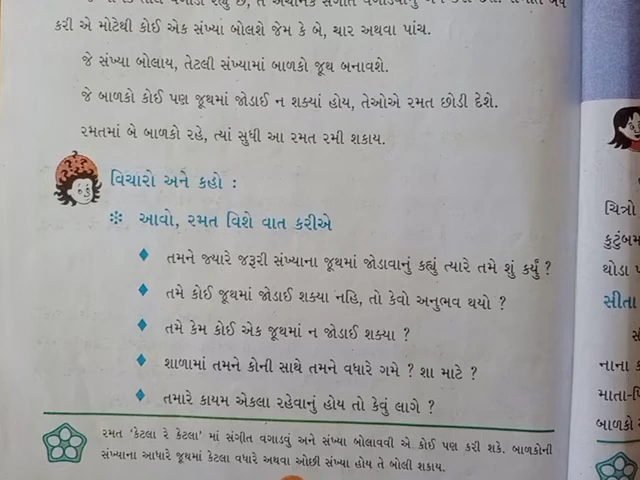 કરી એ મોટેથી કોઈ એક સંખ્યા બોલશે જેમ કે બે, ચાર અથવા પાંચ.
જે સંખ્યા બોલાય, તેટલી સંખ્યામાં બાળકો જૂથ બનાવશે.
જે બાળકો કોઈ પણ જૂથમાં જોડાઈ ન શક્યાં હોય, તેઓએ રમત છોડી દેશે.
રમતમાં બે બાળકો રહે, ત્યાં સુધી આ રમત રમી શકાય.
વિચારો અને કહો :
આવો, રમત વિશે વાત કરીએ
તમને જ્યારે જરૂરી સંખ્યાના જૂથમાં જોડાવાનું કહ્યું ત્યારે તમે શું કર્યું ?
તમે કોઈ જૂથમાં જોડાઈ શક્યા નહિ, તો કેવો અનુભવ થયો ?
તમે કેમ કોઈ એક જૂથમાં ન જોડાઈ શક્યા ?
શાળામાં તમને કોની સાથે તમને વધારે ગમે ? શા માટે ?
તમારે કાયમ એકલા રહેવાનું હોય તો કેવું લાગે ?
રમત ‘કેટલા રે કેટલા’ માં સંગીત વગાડવું અને સંખ્યા બોલાવવી એ કોઈ પણ કરી શકે. બાળકોની
સંખ્યાના આધારે જૂથમાં કેટલા વધારે અથવા ઓછી સંખ્યા હોય તે બોલી શકાય.
ચિત્રો
કુટુંબમ
થોડા
સીતા
નાના
માતા-પિ
બાળકો